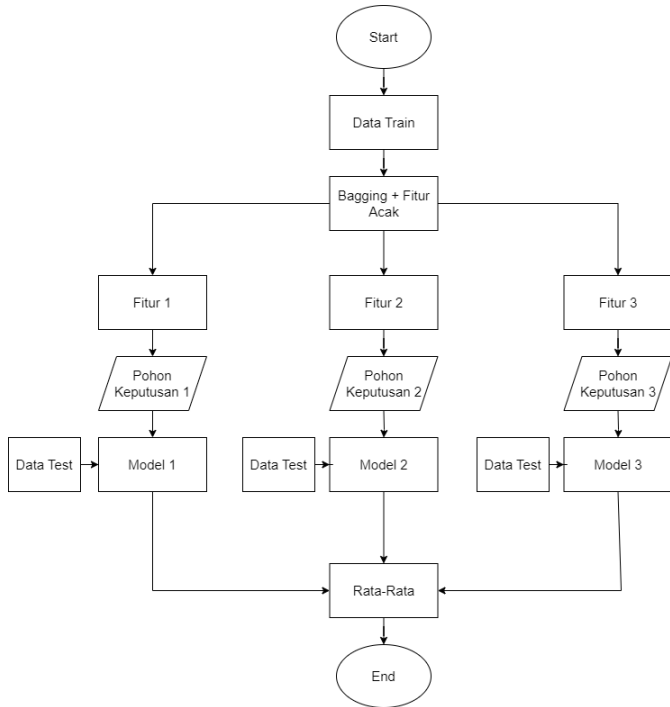 Start
Data Train
Bagging + Fitur
Acak
Fitur 1
Fitur 2
Fitur 3
Pohon
Keputusan 1
Pohon
Keputusan 2
Pohon
Keputusan 3
Data Test
Model 1
Data Test
Model 2
Data Test
Model 3
Rata-Rata
End